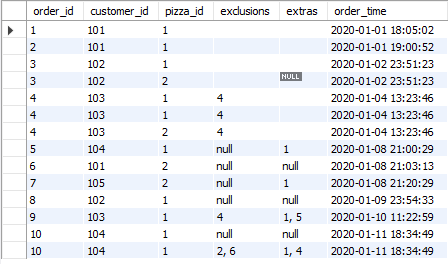 order_id customer_id pizza_id exclusions extras order_time
1 101 1 2020-01-01 18:05:02
2 101 1 2020-01-01 19:00:52
3 102 1 2020-01-02 23:51:23
3 102 2 NULL 2020-01-02 23:51:23
4 103 1 4 2020-01-04 13:23:46
4 103 1 4 2020-01-04 13:23:46
4 103 2 4 2020-01-04 13:23:46
5 104 1 null 1 2020-01-08 21:00:29
6 101 2 null null 2020-01-08 21:03:13
7 105 2 null 1 2020-01-08 21:20:29
8 102 1 null null 2020-01-09 23:54:33
9 103 1 4 1, 5 2020-01-10 11:22:59
10 104 1 null null 2020-01-11 18:34:49
10 104 1 2, 6 1, 4 2020-01-11 18:34:49